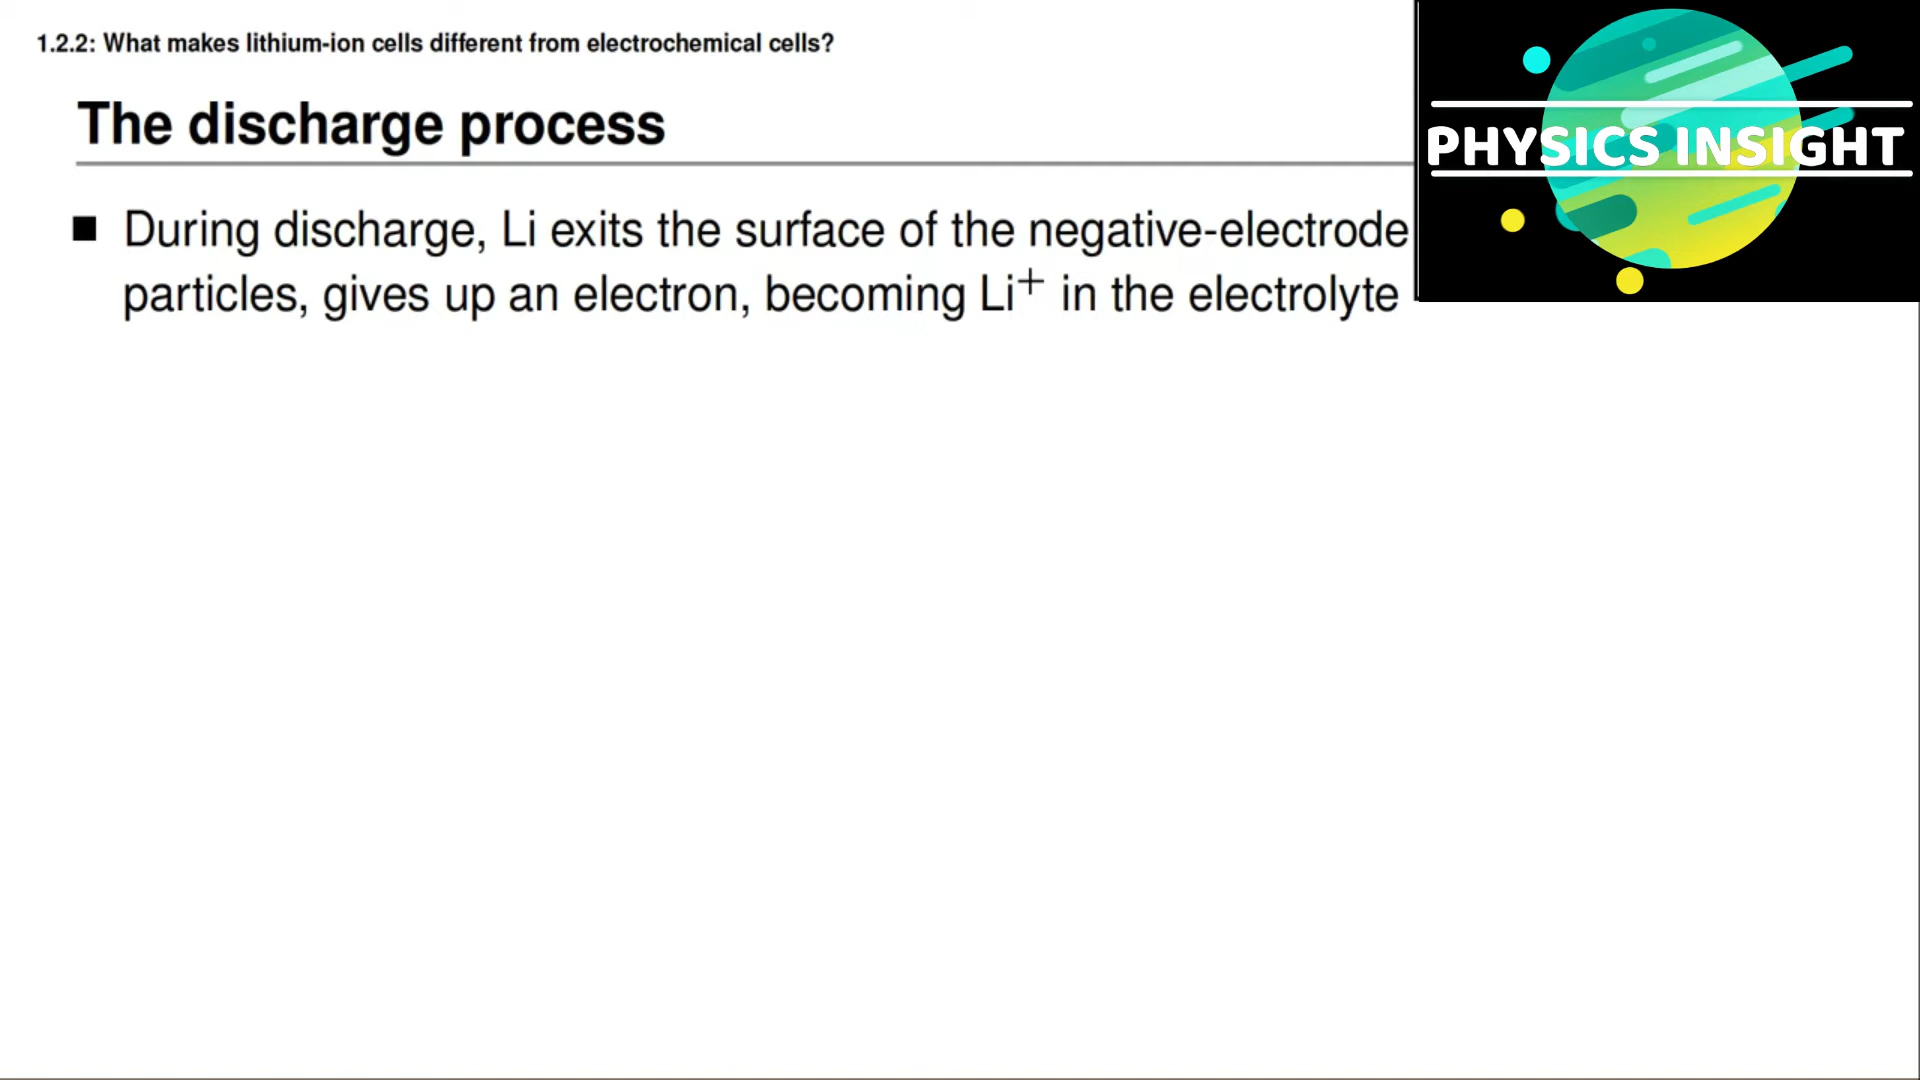 1.2.2: What makes lithium-ion cells different from electrochemical cells?
The discharge process
PHYSICS INSIGHT
■ During discharge, Li exits the surface of the negative-electrode
particles, gives up an electron, becoming Li⁺ in the electrolyte